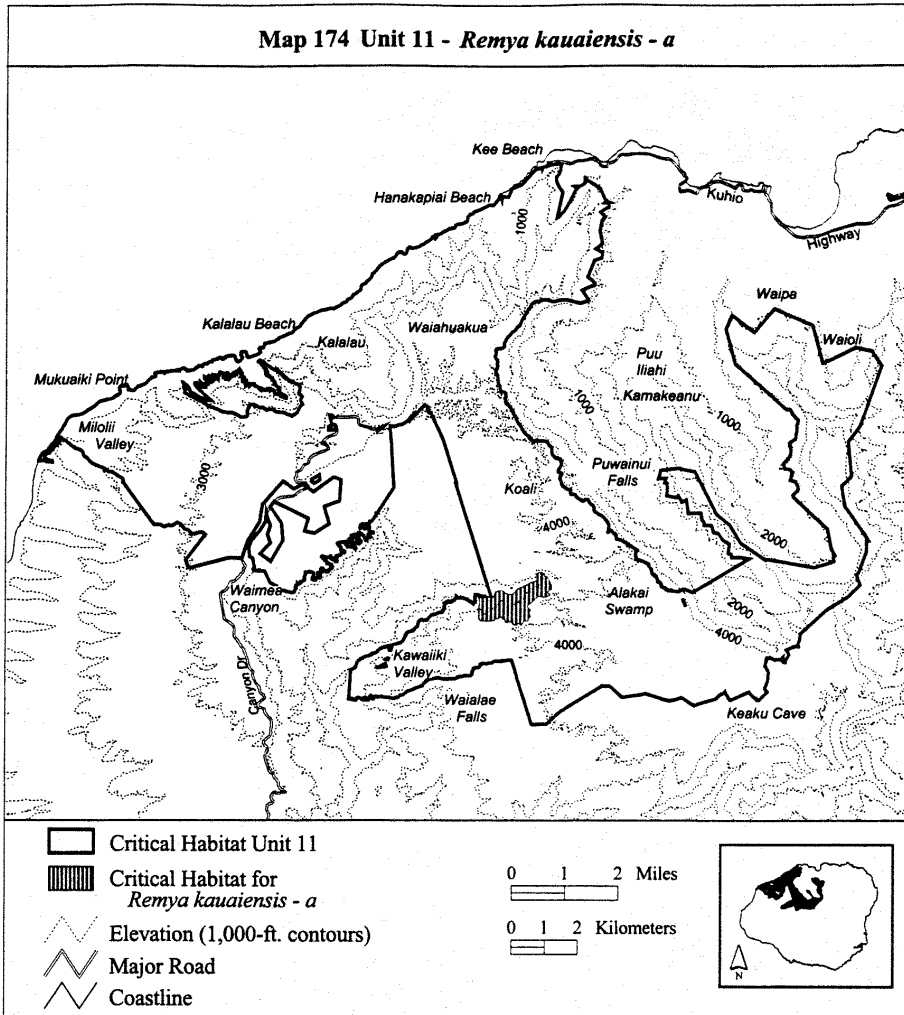 Map 174 Unit 11 - Remya kauaiensis - a
Kee Beach
Hanakapiai Beach
Kuhio
Highway
1000
Waipa
Kalalau Beach
Waiahuakua
Kalalau
Waioli
Puu
Iliahi
Mukuaiki Point
Kamakeanu
1000
1000
Milolii
Valley
3000
Puwainui
Falls
Koali
4000
2000
Waimea
Canyon
Alakai
Swamp
2000
4000
4000
Kawaiiki
Valley
Canyon Dr
Waialae
Falls
Keaku Cave
Critical Habitat Unit 11
Critical Habitat for
Remya kauaiensis - a
Elevation (1,000-ft. contours)
Major Road
Coastline
0 1 2 Miles
0 1 2 Kilometers
N